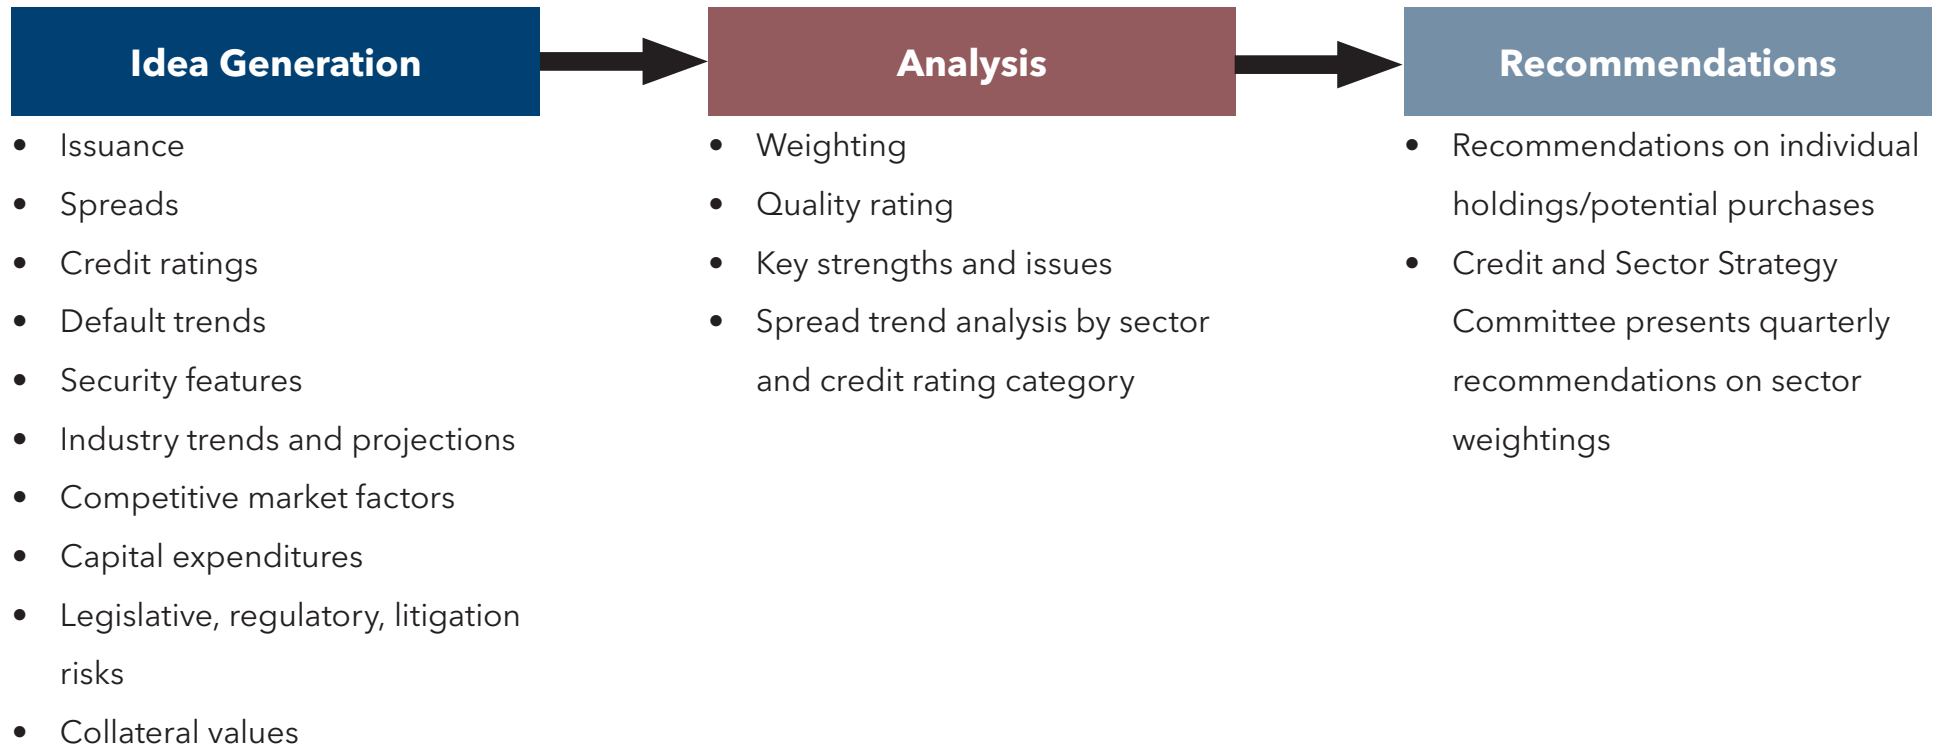 Idea Generation
• Issuance
• Spreads
• Credit ratings
• Default trends
• Security features
• Industry trends and projections
• Competitive market factors
• Capital expenditures
• Legislative, regulatory, litigation
risks
• Collateral values
Analysis
• Weighting
• Quality rating
• Key strengths and issues
• Spread trend analysis by sector
and credit rating category
Recommendations
• Recommendations on individual
holdings/potential purchases
• Credit and Sector Strategy
Committee presents quarterly
recommendations on sector
weightings